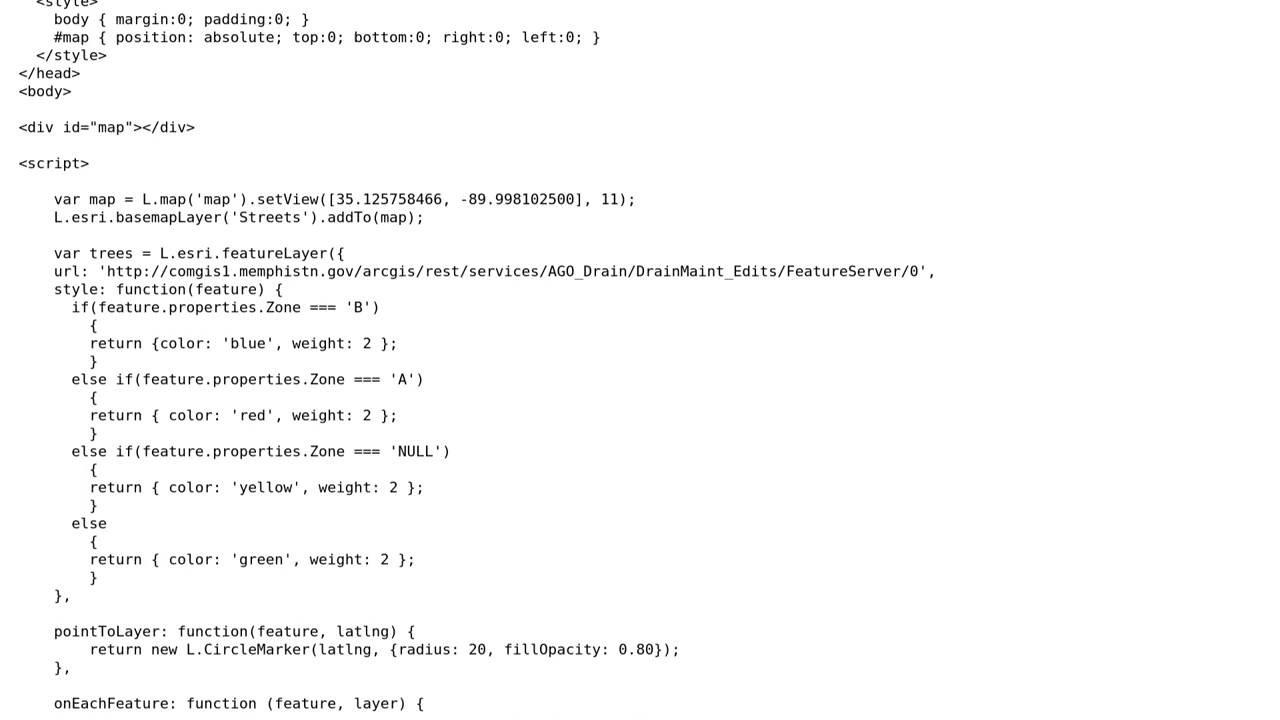 <style>
body { margin:0; padding:0; }
#map { position: absolute; top:0; bottom:0; right:0; left:0; }
</style>
</head>
<body>
<div id="map"></div>
<script>
var map = L.map('map').setView([35.125758466, -89.998102500], 11);
L.esri.basemapLayer('Streets').addTo(map);
var trees = L.esri.featureLayer({
url: 'http://comgis1.memphistn.gov/arcgis/rest/services/AGO_Drain/DrainMaint_Edits/FeatureServer/0',
style: function(feature) {
if(feature.properties.Zone === 'B')
{
return {color: 'blue', weight: 2 };
}
else if(feature.properties.Zone === 'A')
{
return { color: 'red', weight: 2 };
}
else if(feature.properties.Zone === 'NULL')
{
return { color: 'yellow', weight: 2 };
}
else
{
return { color: 'green', weight: 2 };
}
},
pointToLayer: function(feature, latlng) {
return new L.CircleMarker(latlng, {radius: 20, fillOpacity: 0.80});
},
onEachFeature: function (feature, layer) {